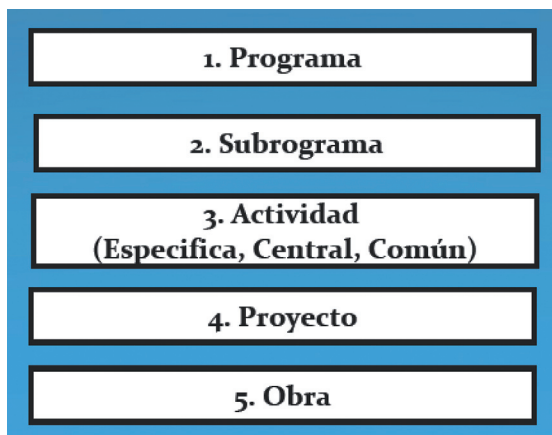 1. Programa
2. Subrograma
3. Actividad
(Especifica, Central, Común)
4. Proyecto
5. Obra